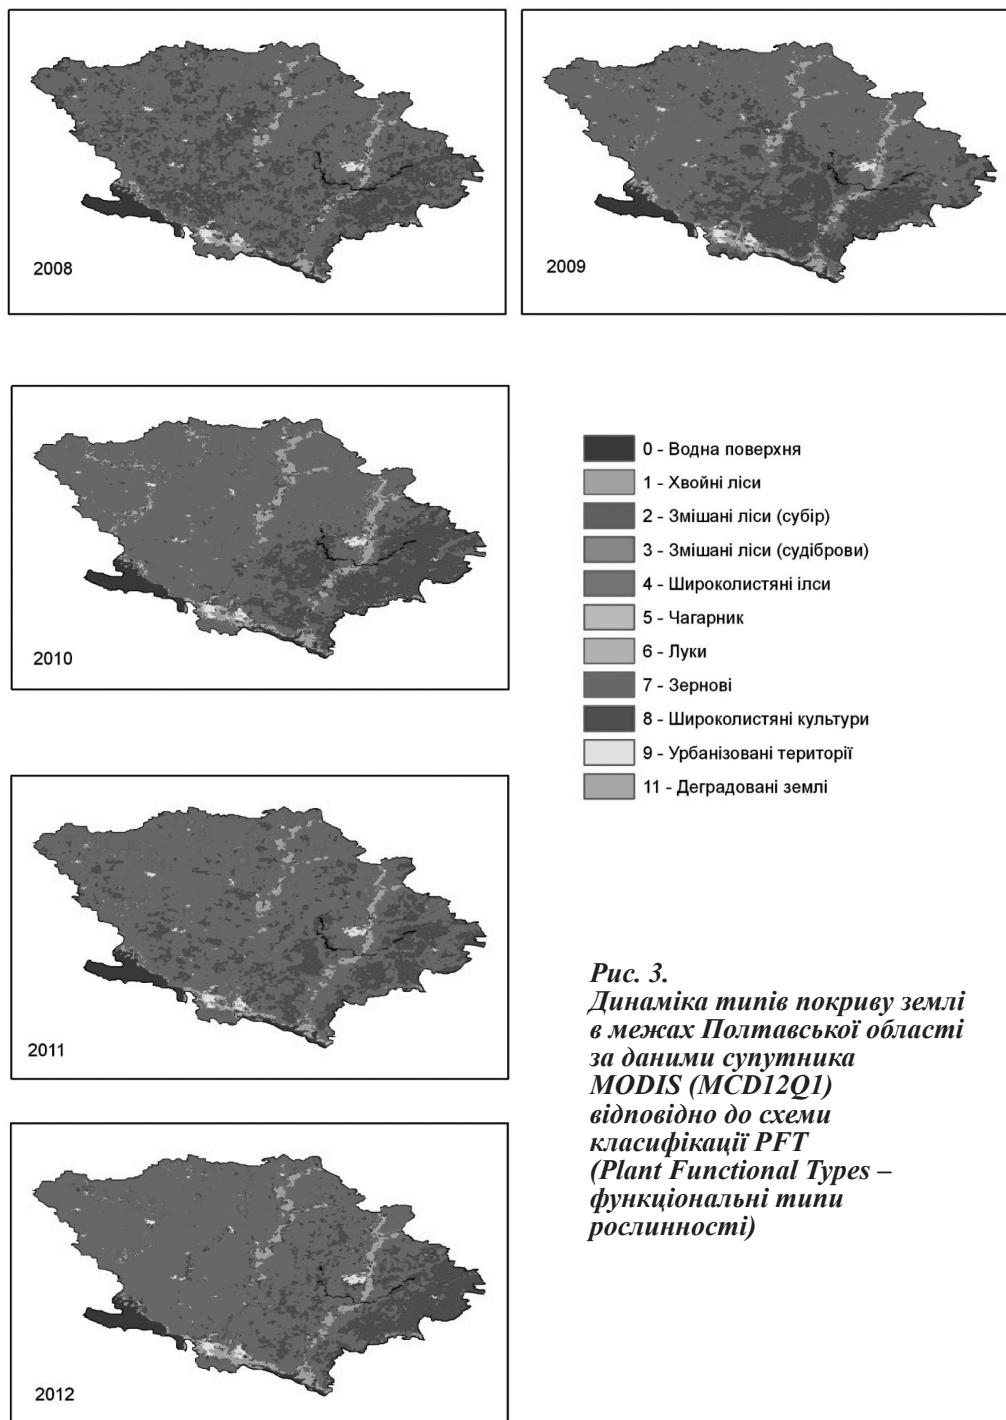 2008
2009
2010
0 - Водна поверхня
1 - Хвойні ліси
2 - Змішані ліси (субір)
3 - Змішані ліси (судіброви)
4 - Широколистяні ілси
5 - Чагарник
6 - Луки
7 - Зернові
8 - Широколистяні культури
9 - Урбанізовані території
11 - Деградовані землі
2011
Рис. 3.
Динаміка типів покриву землі
в межах Полтавської області
за даними супутника
MODIS (MCD12Q1)
відповідно до схеми
класифікації PFT
(Plant Functional Types –
функціональні типи
рослинності)
2012